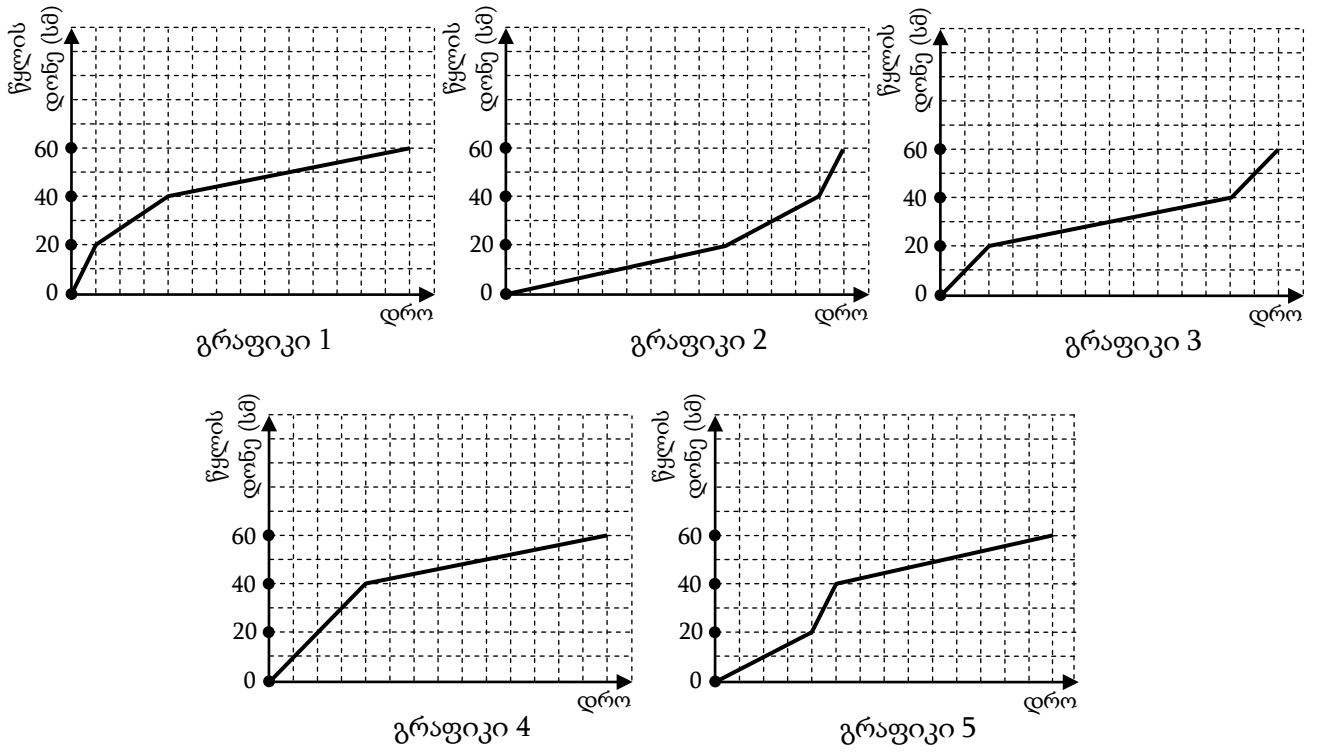 წყლის
დონე (სმ)
60
40
20
0
დრო
გრაფიკი 1
წყლის
დონე (სმ)
60
40
20
0
დრო
გრაფიკი 2
წყლის
დონე (სმ)
60
40
20
0
დრო
გრაფიკი 3
წყლის
დონე (სმ)
60
40
20
0
დრო
გრაფიკი 4
წყლის
დონე (სმ)
60
40
20
0
დრო
გრაფიკი 5